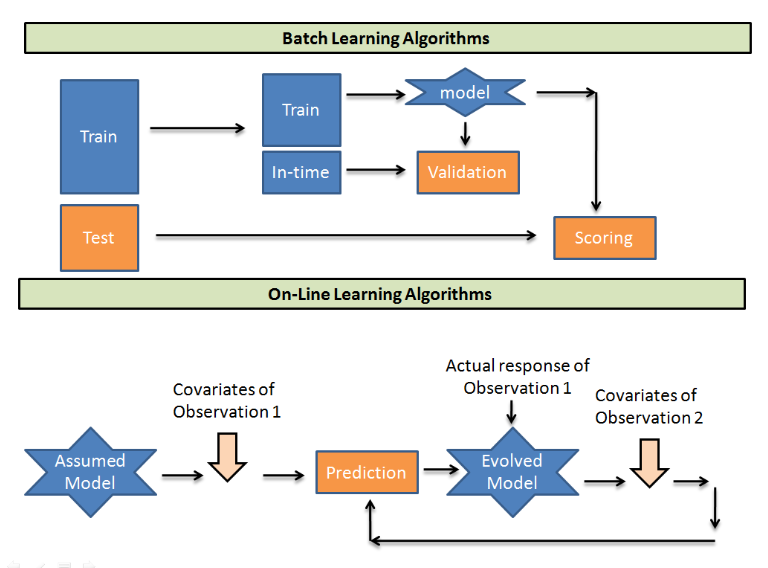 Batch Learning Algorithms
Train
Train
model
In-time
Validation
Test
Scoring
On-Line Learning Algorithms
Covariates of
Observation 1
Actual response of
Observation 1
Covariates of
Observation 2
Assumed
Model
Prediction
Evolved
Model